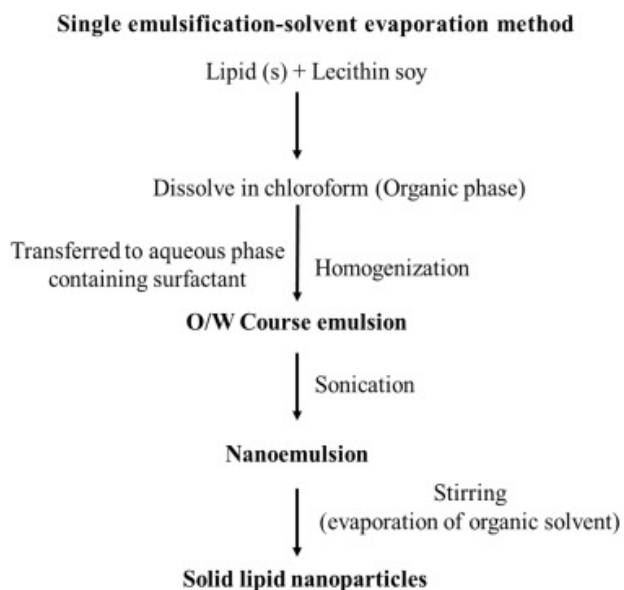 Single emulsification-solvent evaporation method
Lipid (s) + Lecithin soy
Dissolve in chloroform (Organic phase)
Transferred to aqueous phase
containing surfactant
Homogenization
O/W Course emulsion
Sonication
Nanoemulsion
Stirring
(evaporation of organic solvent)
Solid lipid nanoparticles